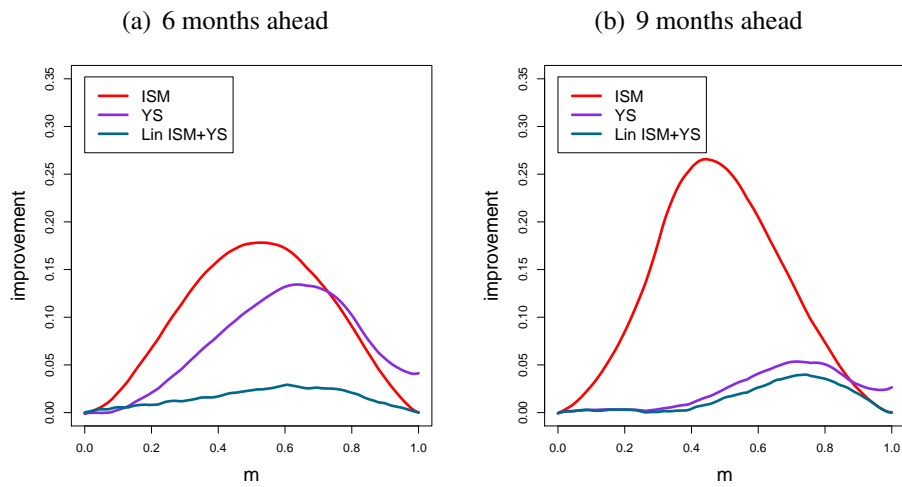 (a) 6 months ahead
ISM
YS
Lin ISM+YS
improvement
0.00 0.05 0.10 0.15 0.20 0.25 0.30 0.35
0.0 0.2 0.4 0.6 0.8 1.0
m
(b) 9 months ahead
ISM
YS
Lin ISM+YS
improvement
0.00 0.05 0.10 0.15 0.20 0.25 0.30 0.35
0.0 0.2 0.4 0.6 0.8 1.0
m